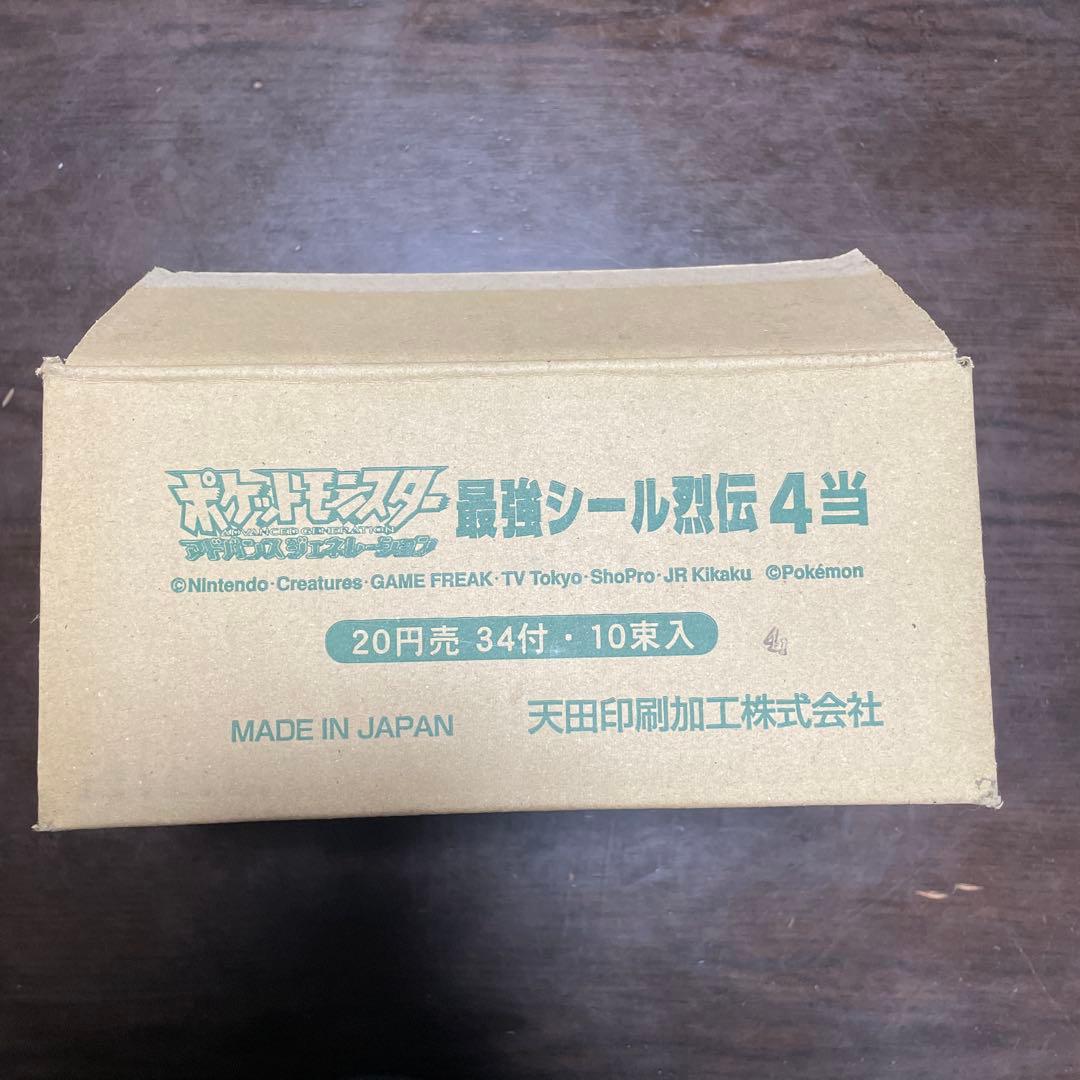 ポケットモンスター
ADVANCED GENERATION
アドバンスジェネレーション
最強シール烈伝4当
©Nintendo・Creatures・GAME FREAK・TV Tokyo・ShoPro・JR Kikaku ©Pokémon
20円売 34付・10束入
4
MADE IN JAPAN
天田印刷加工株式会社